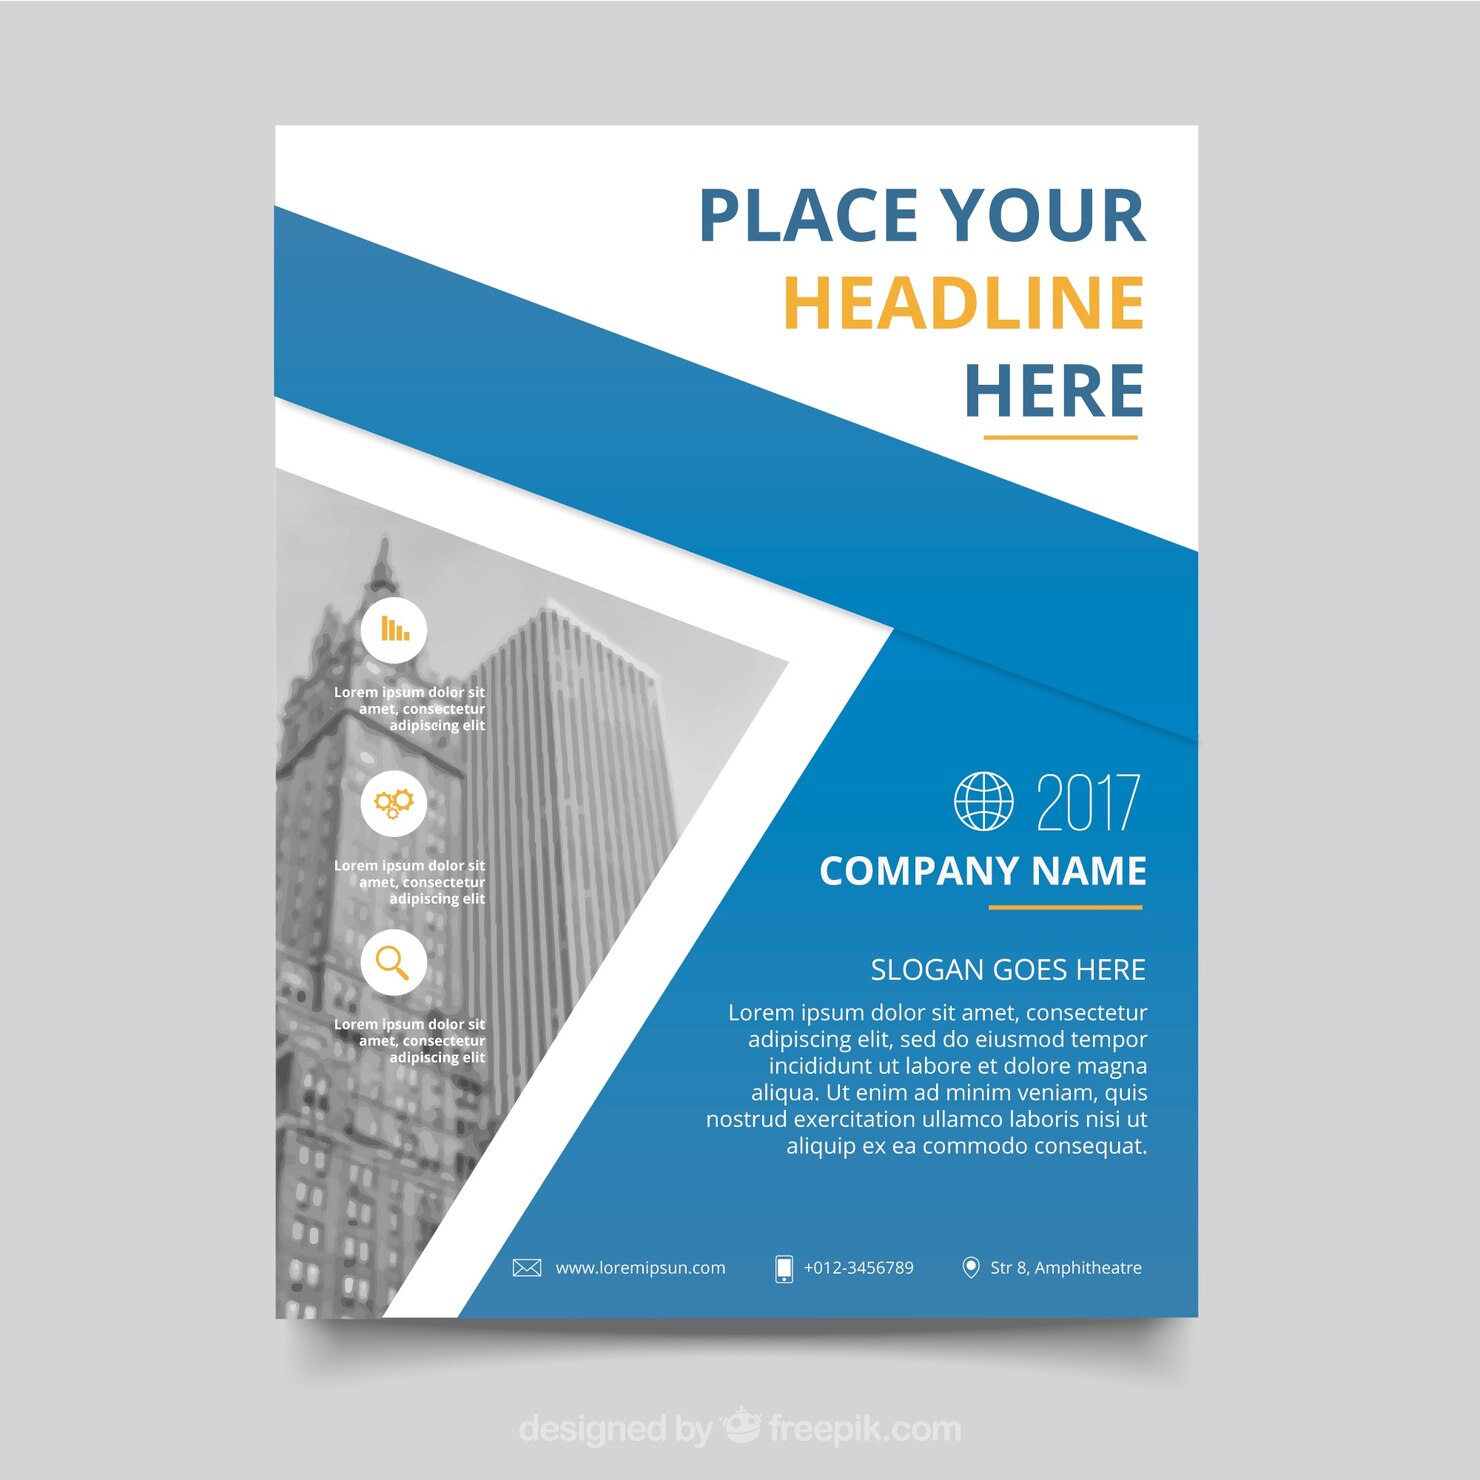 PLACE YOUR
HEADLINE
HERE
Lorem ipsum dolor sit
amet, consectetur
adipiscing elit
Lorem ipsum dolor sit
amet, consectetur
adipiscing elit
Lorem ipsum dolor sit
amet, consectetur
adipiscing elit
2017
COMPANY NAME
SLOGAN GOES HERE
Lorem ipsum dolor sit amet, consectetur
adipiscing elit, sed do eiusmod tempor
incididunt ut labore et dolore magna
aliqua. Ut enim ad minim veniam, quis
nostrud exercitation ullamco laboris nisi ut
aliquip ex ea commodo consequat.
www.loremipsun.com
+012-3456789
Str 8, Amphitheatre
designed by freepik.com